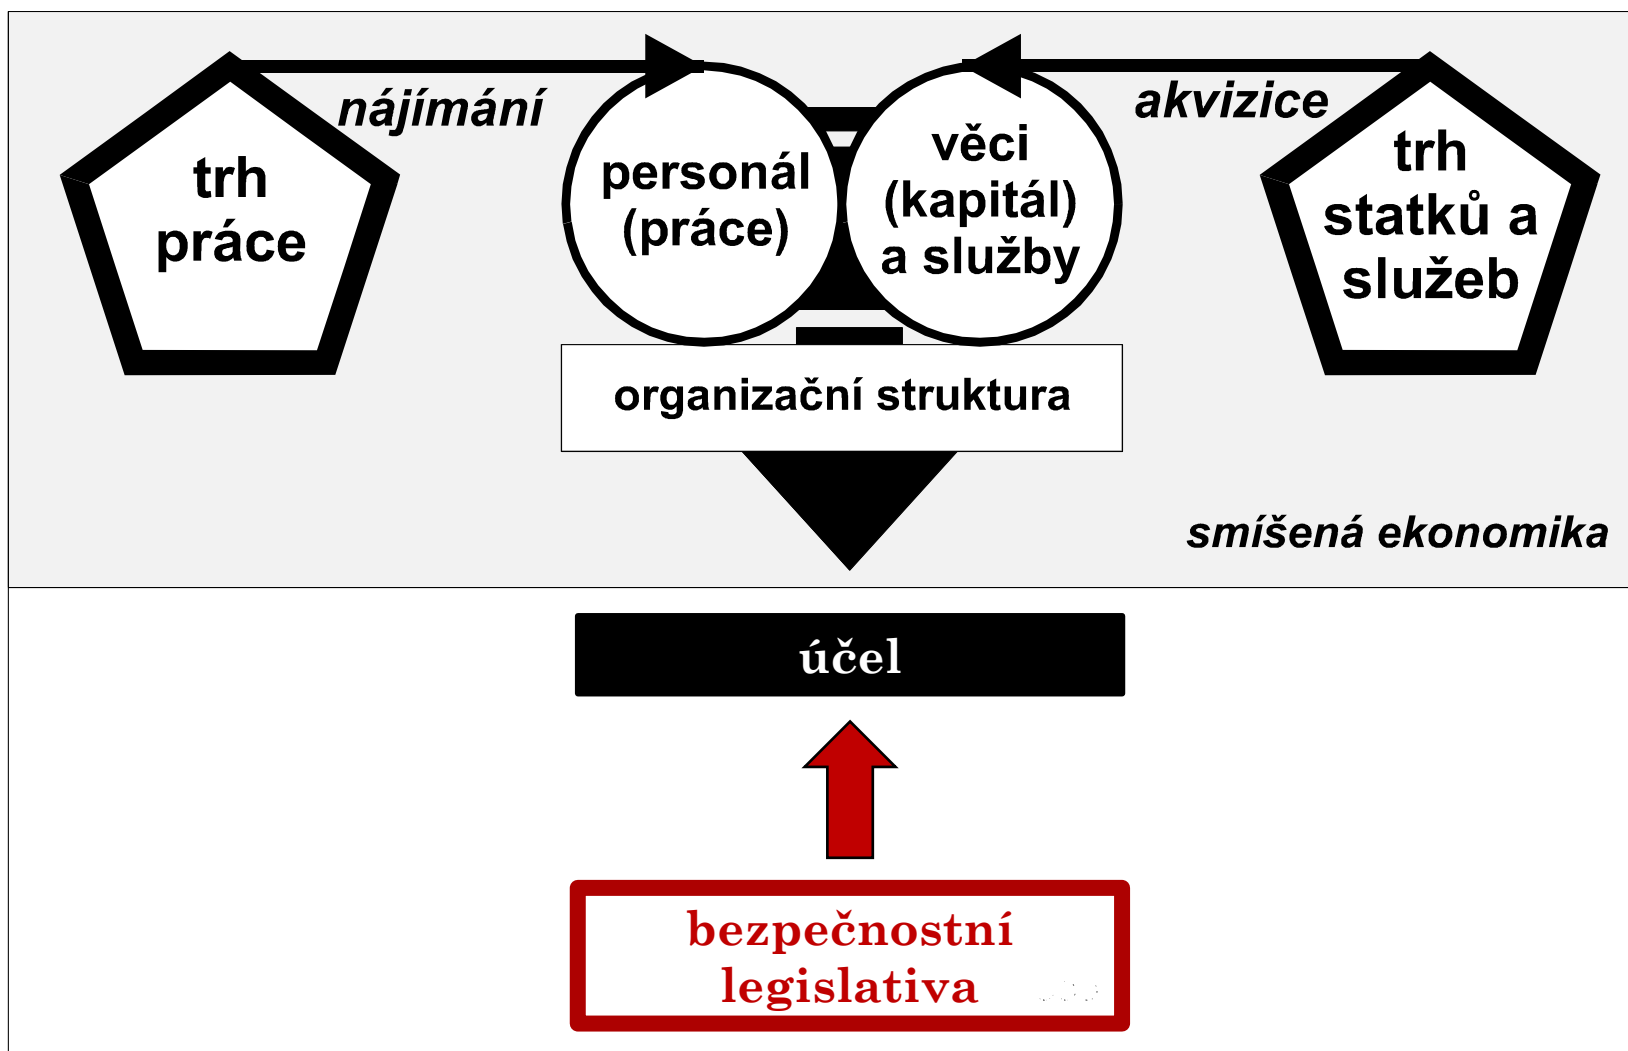 nájímání
akvizice
trh
práce
personál
(práce)
věci
(kapitál)
a služby
trh
statků a
služeb
organizační struktura
smíšená ekonomika
účel
bezpečnostní
legislativa